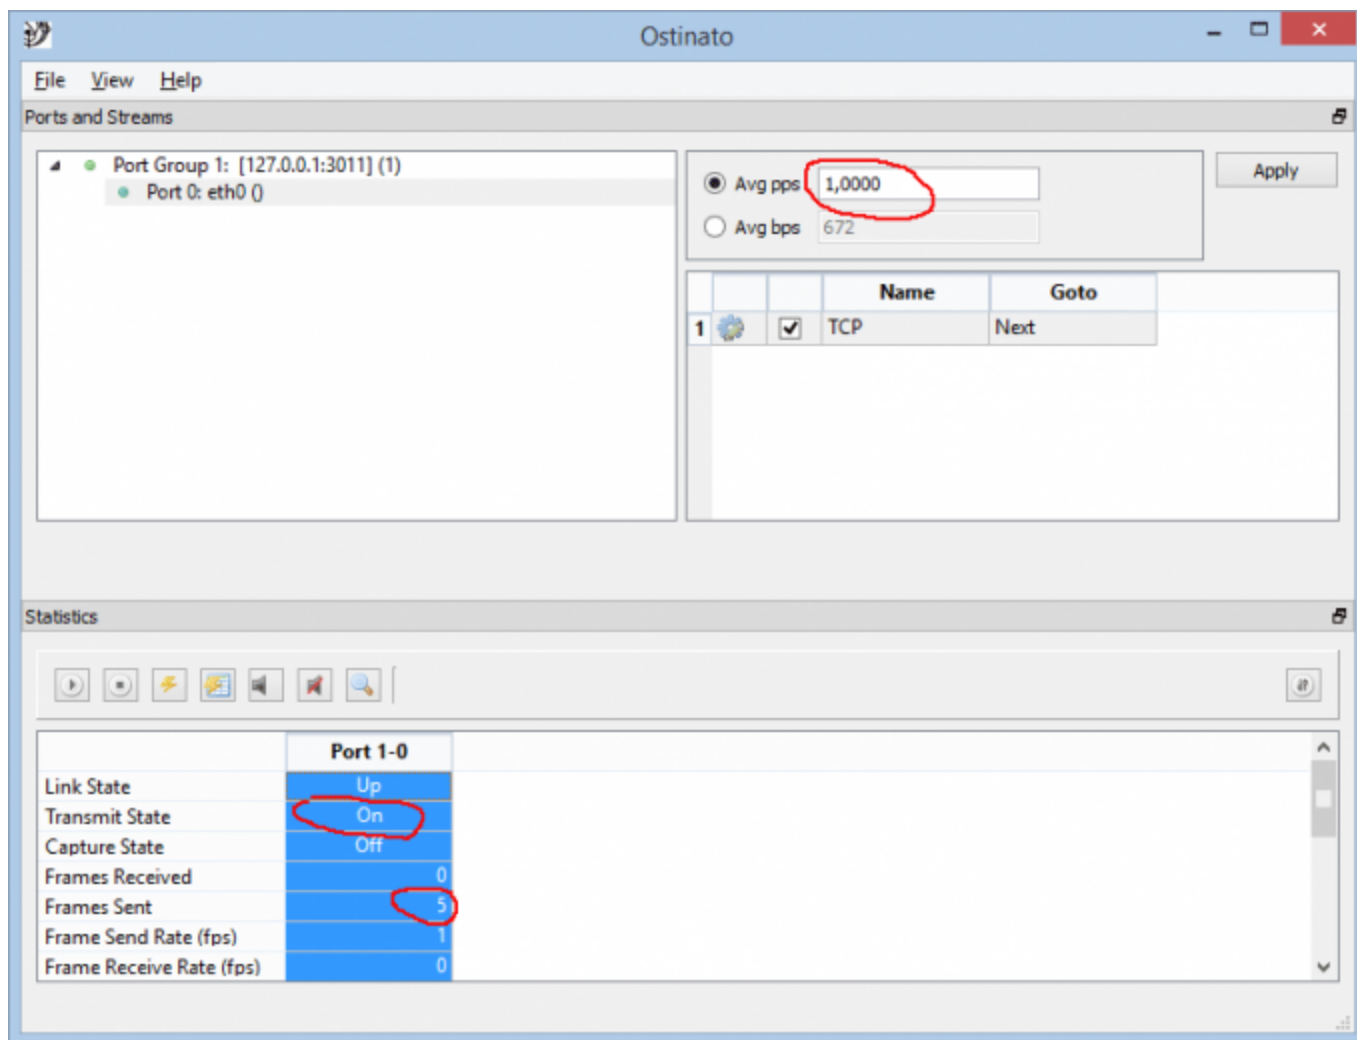 Ostinato
File View Help
Ports and Streams
Port Group 1: [127.0.0.1:3011] (1)
Port 0: eth0 ()
Avg pps 1,0000
Apply
Avg bps 672
Name Goto
1 TCP Next
Statistics
Port 1-0
Link State Up
Transmit State On
Capture State Off
Frames Received 0
Frames Sent 5
Frame Send Rate (fps) 1
Frame Receive Rate (fps) 0